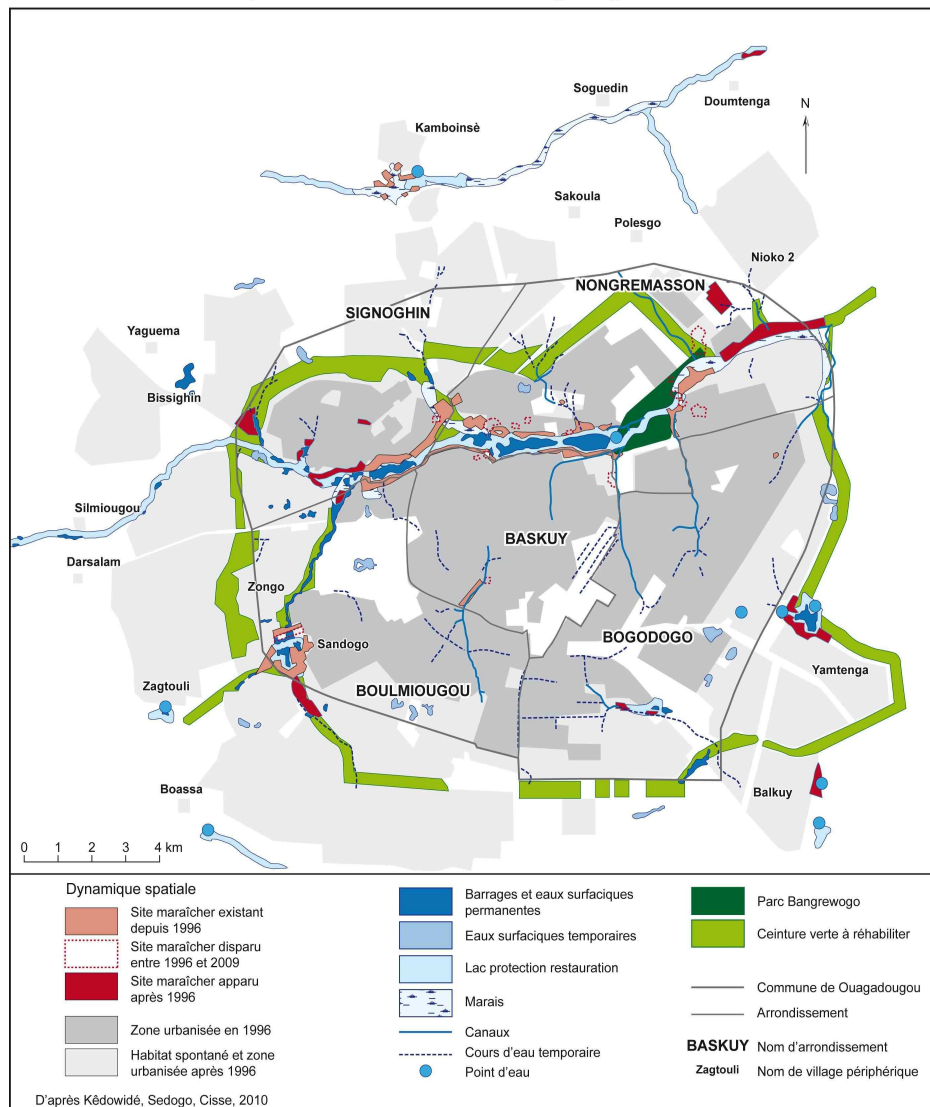 Soguedin
Doumtenga
N
Kamboinsè
Sakoula
Polesgo
Nioko 2
NONGREMASSON
SIGNOGHIN
Yaguema
Bissighin
Silmiougou
BASKUY
Darsalam
Zongo
Sandogo
BOGODOGO
Yamtenga
Zagtouli
BOULMIOUGOU
Boassa
Balkuy
0 1 2 3 4 km
Dynamique spatiale
Site maraîcher existant
depuis 1996
Site maraîcher disparu
entre 1996 et 2009
Site maraîcher apparu
après 1996
Zone urbanisée en 1996
Habitat spontané et zone
urbanisée après 1996
Barrages et eaux surfaciques
permanentes
Eaux surfaciques temporaires
Lac protection restauration
Marais
Canaux
Cours d'eau temporaire
Point d'eau
Parc Bangrewogo
Ceinture verte à réhabiliter
Commune de Ouagadougou
Arrondissement
BASKUY Nom d'arrondissement
Zagtouli Nom de village périphérique
D'après Kêdowidé, Sedogo, Cisse, 2010